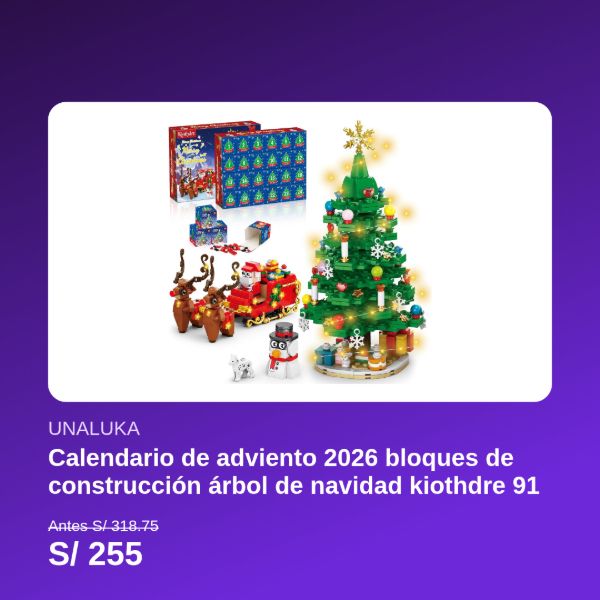 UNALUKA
Calendario de adviento 2026 bloques de
construcción árbol de navidad kiothdre 91
Antes S/ 318.75
S/ 255